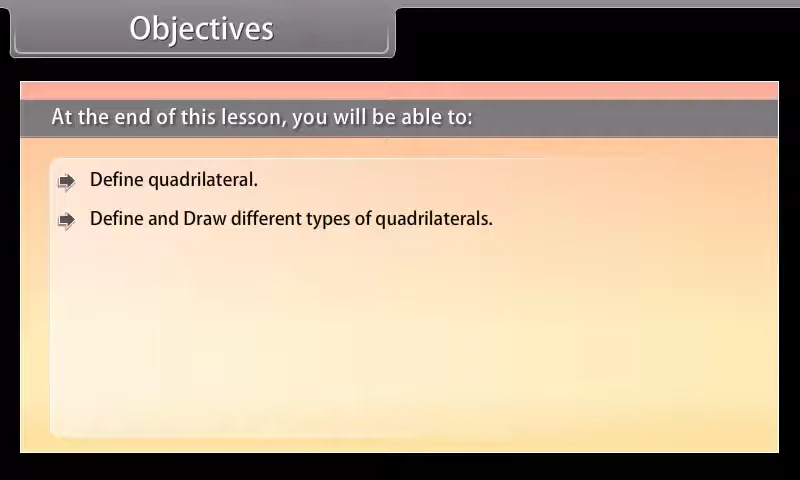 Objectives
At the end of this lesson, you will be able to:
Define quadrilateral.
Define and Draw different types of quadrilaterals.